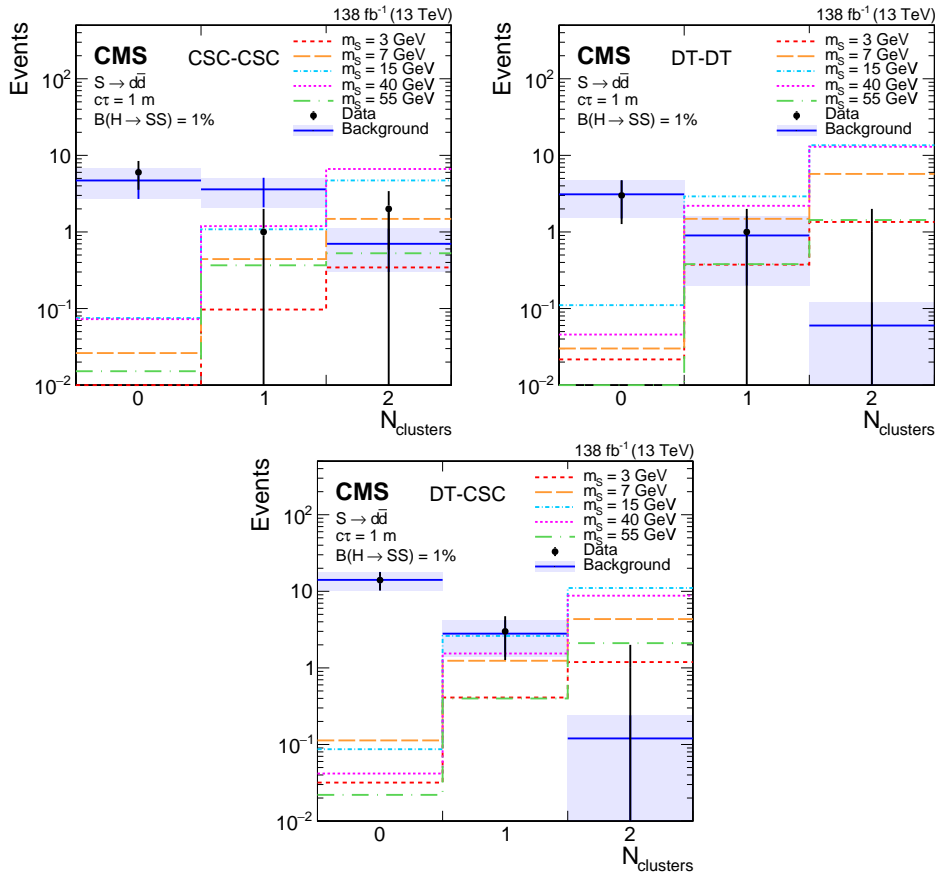 138 fb⁻¹ (13 TeV)
Events
CMS CSC-CSC
S → dd̅
cτ = 1 m
B(H → SS) = 1%
m_S = 3 GeV
m_S = 7 GeV
m_S = 15 GeV
m_S = 40 GeV
m_S = 55 GeV
Data
Background
10²
10
1
10⁻¹
10⁻²
0 1 2
N_clusters
138 fb⁻¹ (13 TeV)
Events
CMS DT-DT
S → dd̅
cτ = 1 m
B(H → SS) = 1%
m_S = 3 GeV
m_S = 7 GeV
m_S = 15 GeV
m_S = 40 GeV
m_S = 55 GeV
Data
Background
10²
10
1
10⁻¹
10⁻²
0 1 2
N_clusters
138 fb⁻¹ (13 TeV)
Events
CMS DT-CSC
S → dd̅
cτ = 1 m
B(H → SS) = 1%
m_S = 3 GeV
m_S = 7 GeV
m_S = 15 GeV
m_S = 40 GeV
m_S = 55 GeV
Data
Background
10²
10
1
10⁻¹
10⁻²
0 1 2
N_clusters